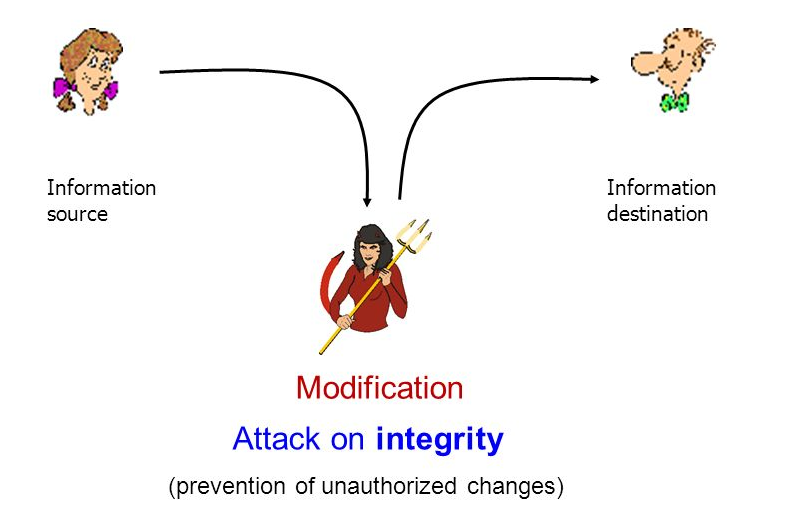 Information
source
Information
destination
Modification
Attack on integrity
(prevention of unauthorized changes)